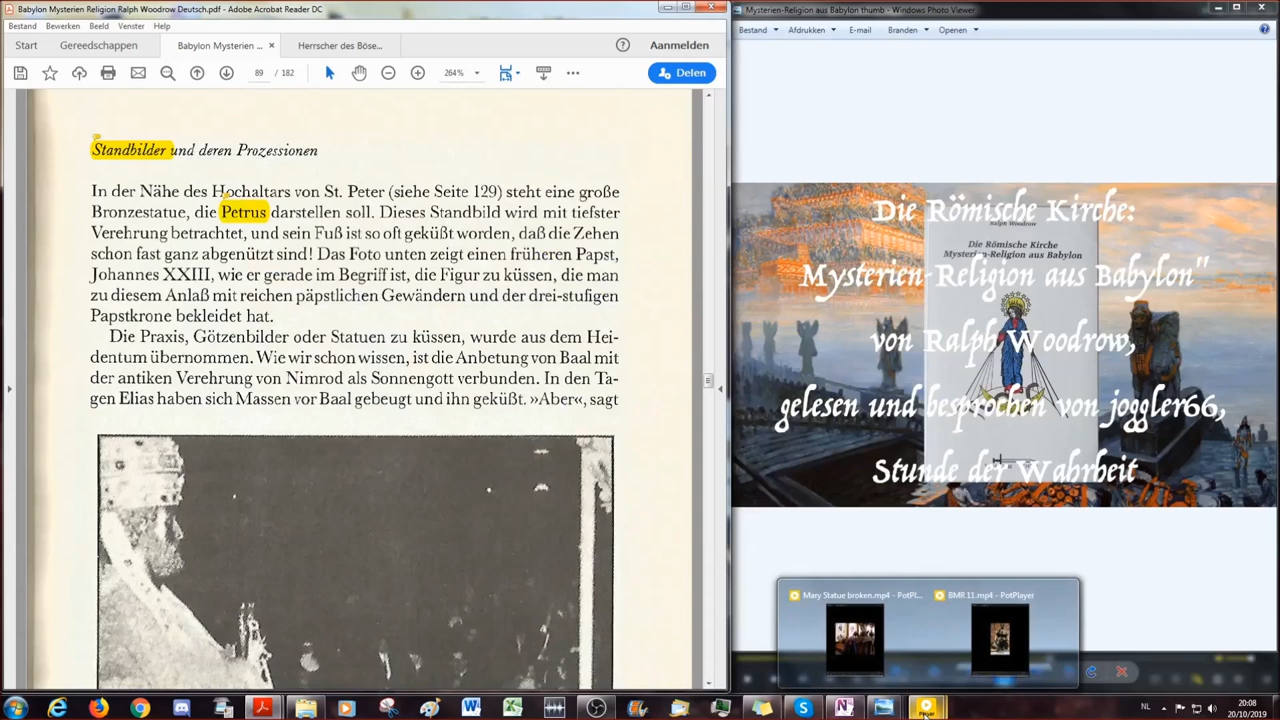 Babylon Mysterien Religion Ralph Woodrow Deutsch.pdf - Adobe Acrobat Reader DC
Bestand Bewerken Beeld Venster Help
Start Gereedschappen Babylon Mysterien ... × Herrscher des Böse... Aanmelden
89 / 182 264% Delen
Standbilder und deren Prozessionen
In der Nähe des Hochaltars von St. Peter (siehe Seite 129) steht eine große
Bronzestatue, die Petrus darstellen soll. Dieses Standbild wird mit tiefster
Verehrung betrachtet, und sein Fuß ist so oft geküßt worden, daß die Zehen
schon fast ganz abgenützt sind! Das Foto unten zeigt einen früheren Papst,
Johannes XXIII, wie er gerade im Begriff ist, die Figur zu küssen, die man
zu diesem Anlaß mit reichen päpstlichen Gewändern und der drei-stufigen
Papstkrone bekleidet hat.
Die Praxis, Götzenbilder oder Statuen zu küssen, wurde aus dem Hei-
dentum übernommen. Wie wir schon wissen, ist die Anbetung von Baal mit
der antiken Verehrung von Nimrod als Sonnengott verbunden. In den Ta-
gen Elias haben sich Massen vor Baal gebeugt und ihn geküßt. »Aber«, sagt
Mysterien-Religion aus Babylon thumb - Windows Photo Viewer
Bestand Afdrukken E-mail Branden Openen
Die Römische Kirche:
Mysterien-Religion aus Babylon"
von Ralph Woodrow,
gelesen und besprochen von joggler66,
Stunde der Wahrheit
Ralph Woodrow
Die Römische Kirche
Mysterien-Religion aus Babylon
Mary Statue broken.mp4 - PotPl... BMR 11.mp4 - PotPlayer
NL 20:08
20/10/2019